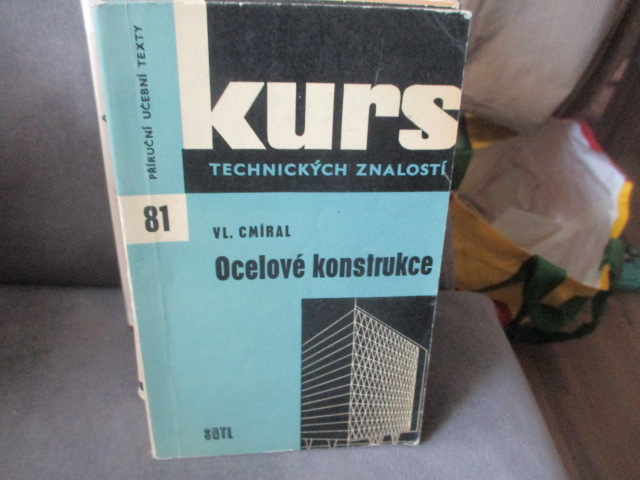 PŘÍRUČNÍ UČEBNÍ TEXTY
kurs
TECHNICKÝCH ZNALOSTÍ
81
VL. CMÍRAL
Ocelové konstrukce
SNTL